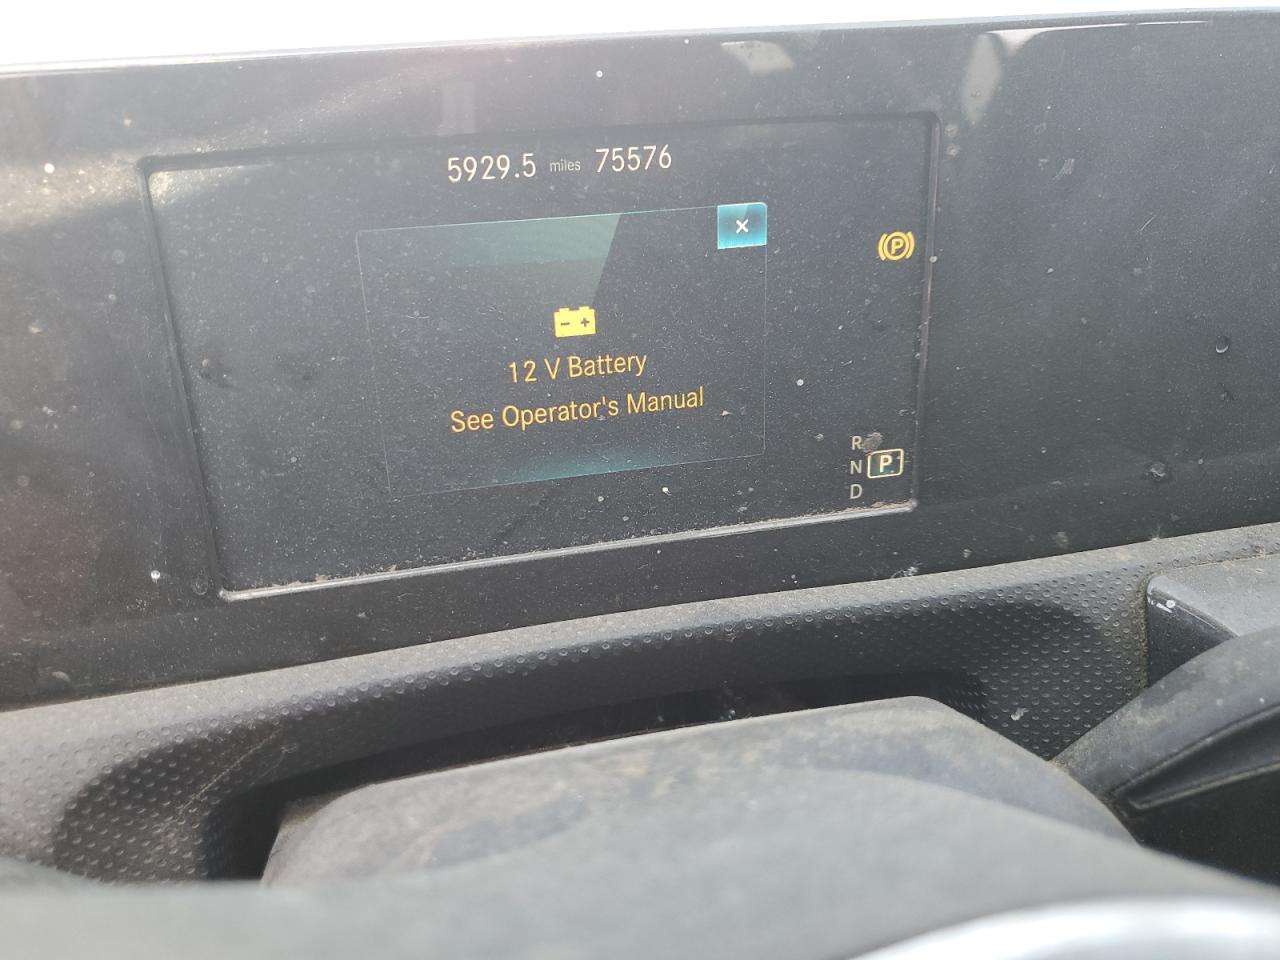 5929.5 miles 75576
×
P
- +
12 V Battery
See Operator's Manual
R
N P
D